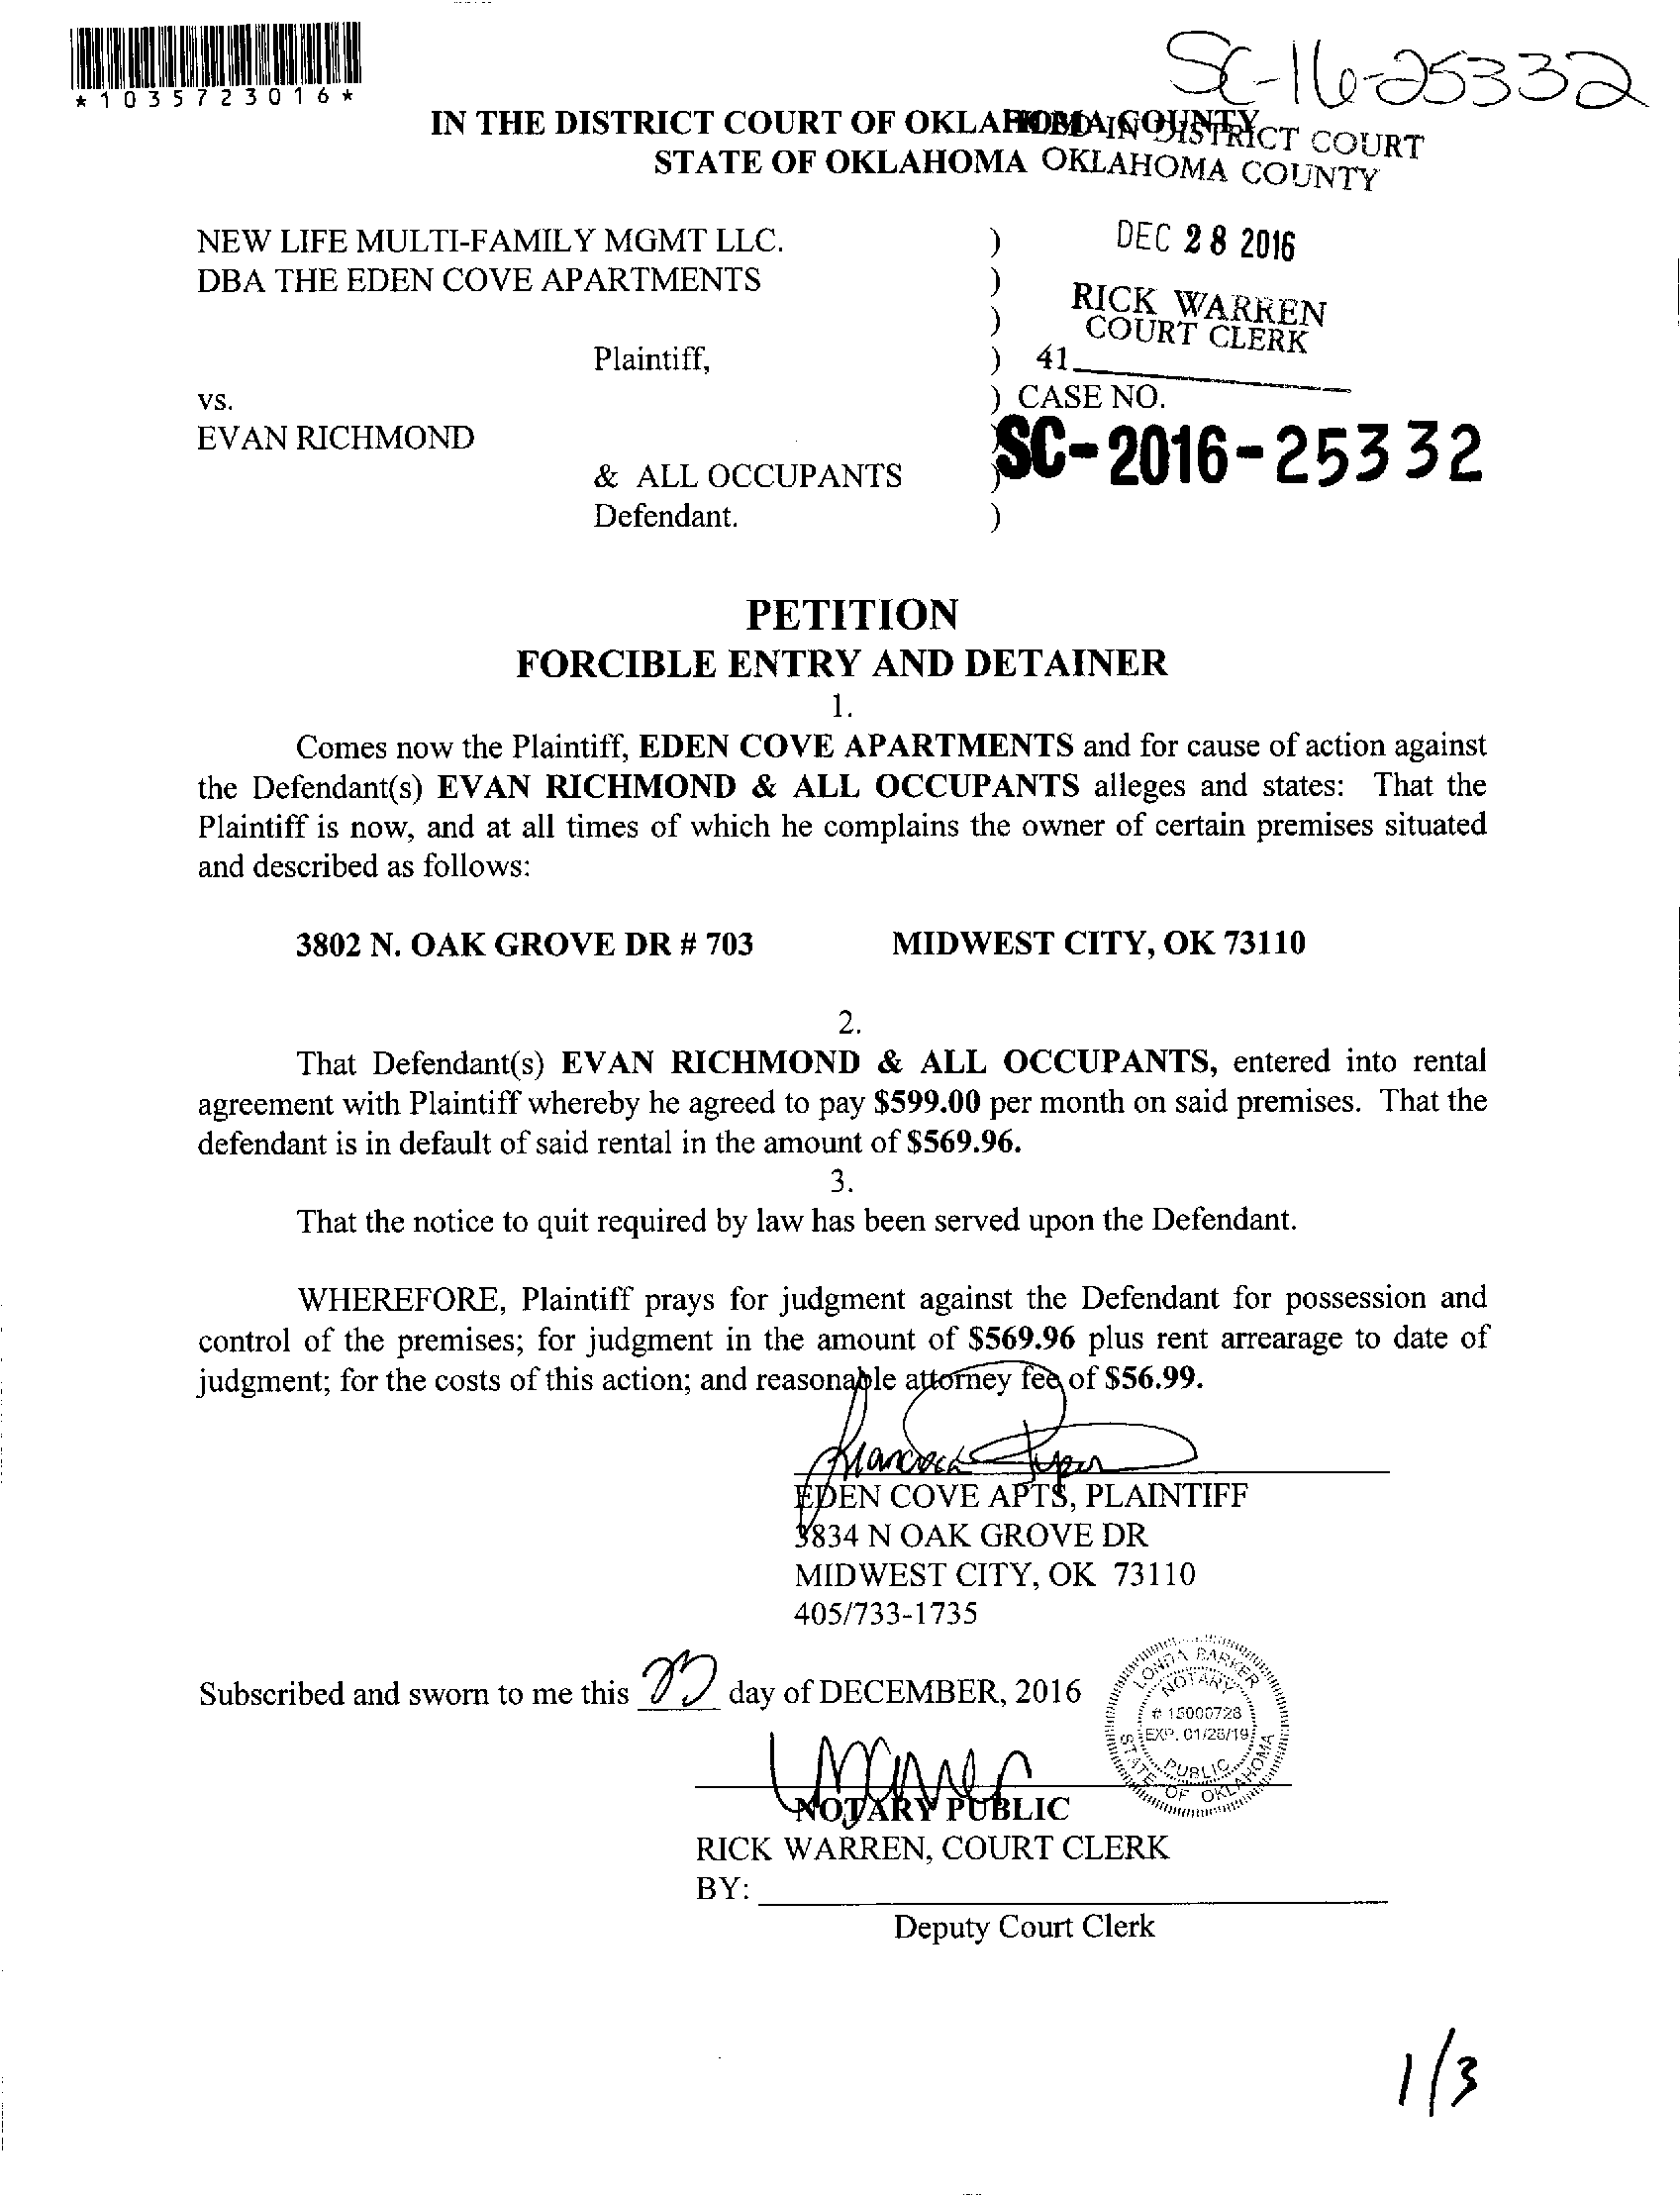 SC-16-25332
*1035723016*
IN THE DISTRICT COURT OF OKLAHOMA COUNTY
STATE OF OKLAHOMA
FILED IN DISTRICT COURT
OKLAHOMA COUNTY
NEW LIFE MULTI-FAMILY MGMT LLC. )
DBA THE EDEN COVE APARTMENTS )
)
DEC 28 2016
RICK WARREN
COURT CLERK
41
Plaintiff, )
vs. ) CASE NO.
EVAN RICHMOND )
SC-2016-25332
& ALL OCCUPANTS )
Defendant. )
PETITION
FORCIBLE ENTRY AND DETAINER
1.
Comes now the Plaintiff, EDEN COVE APARTMENTS and for cause of action against
the Defendant(s) EVAN RICHMOND & ALL OCCUPANTS alleges and states: That the
Plaintiff is now, and at all times of which he complains the owner of certain premises situated
and described as follows:
3802 N. OAK GROVE DR # 703 MIDWEST CITY, OK 73110
2.
That Defendant(s) EVAN RICHMOND & ALL OCCUPANTS, entered into rental
agreement with Plaintiff whereby he agreed to pay $599.00 per month on said premises. That the
defendant is in default of said rental in the amount of $569.96.
3.
That the notice to quit required by law has been served upon the Defendant.
WHEREFORE, Plaintiff prays for judgment against the Defendant for possession and
control of the premises; for judgment in the amount of $569.96 plus rent arrearage to date of
judgment; for the costs of this action; and reasonable attorney fee of $56.99.
EDEN COVE APTS, PLAINTIFF
3834 N OAK GROVE DR
MIDWEST CITY, OK 73110
405/733-1735
Subscribed and sworn to me this day of DECEMBER, 2016
LONDA PARKER
NOTARY
# 15000728
EXP. 01/26/19
PUBLIC
STATE OF OKLAHOMA
NOTARY PUBLIC
RICK WARREN, COURT CLERK
BY:
Deputy Court Clerk
1/3